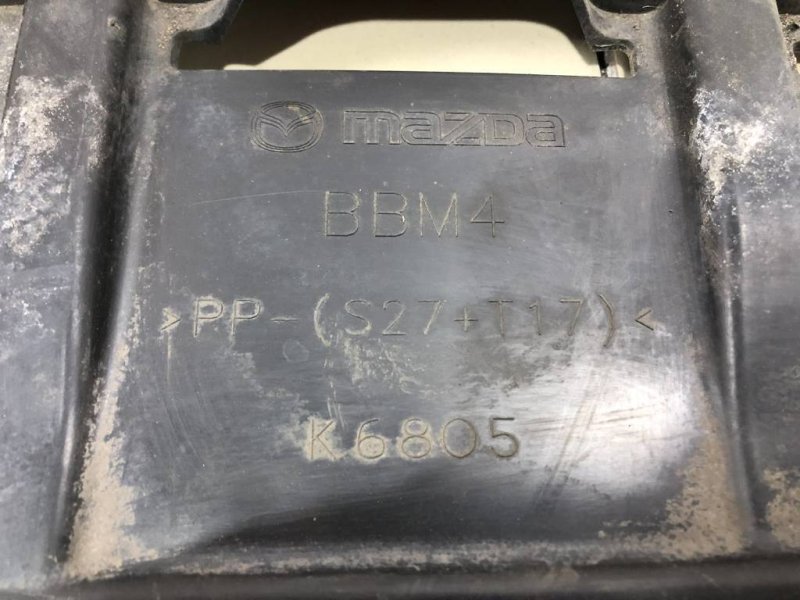 mazda
BBM4
>PP-(S27+T17)<
K6805